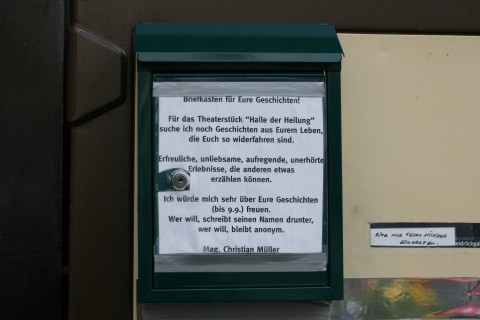 Briefkasten für Eure Geschichten!
Für das Theaterstück "Halle der Heilung"
suche ich noch Geschichten aus Eurem Leben,
die Euch so widerfahren sind.
Erfreuliche, unliebsame, aufregende, unerhörte
Erlebnisse, die anderen etwas
erzählen können.
Ich würde mich sehr über Eure Geschichten
(bis 9.9.) freuen.
Wer will, schreibt seinen Namen drunter,
wer will, bleibt anonym.
Mag. Christian Müller